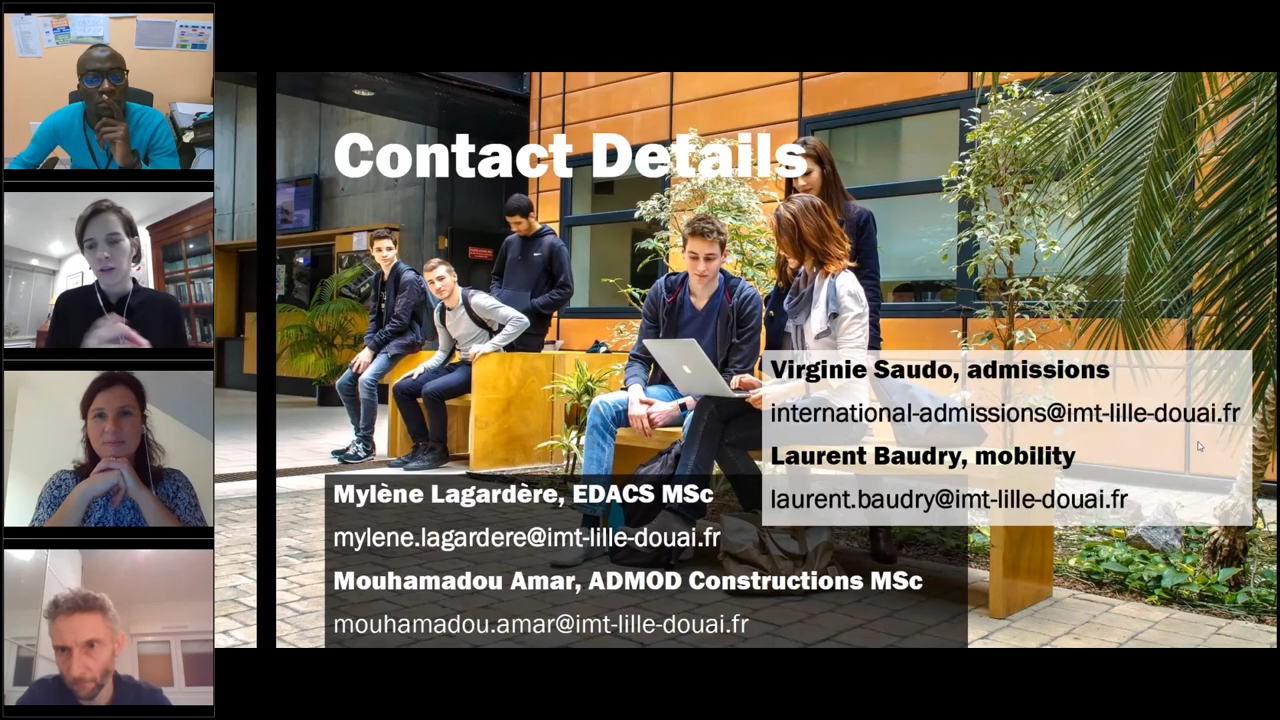 Contact Details
Virginie Saudo, admissions
international-admissions@imt-lille-douai.fr
Laurent Baudry, mobility
laurent.baudry@imt-lille-douai.fr
Mylène Lagardère, EDACS MSc
mylene.lagardere@imt-lille-douai.fr
Mouhamadou Amar, ADMOD Constructions MSc
mouhamadou.amar@imt-lille-douai.fr